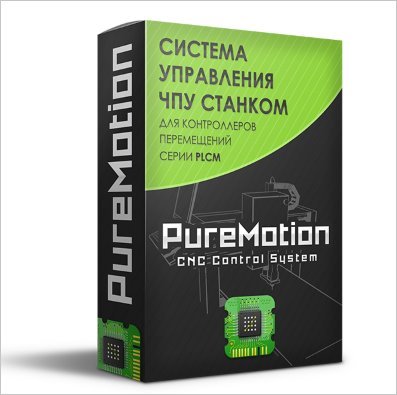 СИСТЕМА
УПРАВЛЕНИЯ
ЧПУ СТАНКОМ
ДЛЯ КОНТРОЛЛЕРОВ
ПЕРЕМЕЩЕНИЙ
СЕРИИ PLCM
PureMotion
CNC Control System
PureMotion